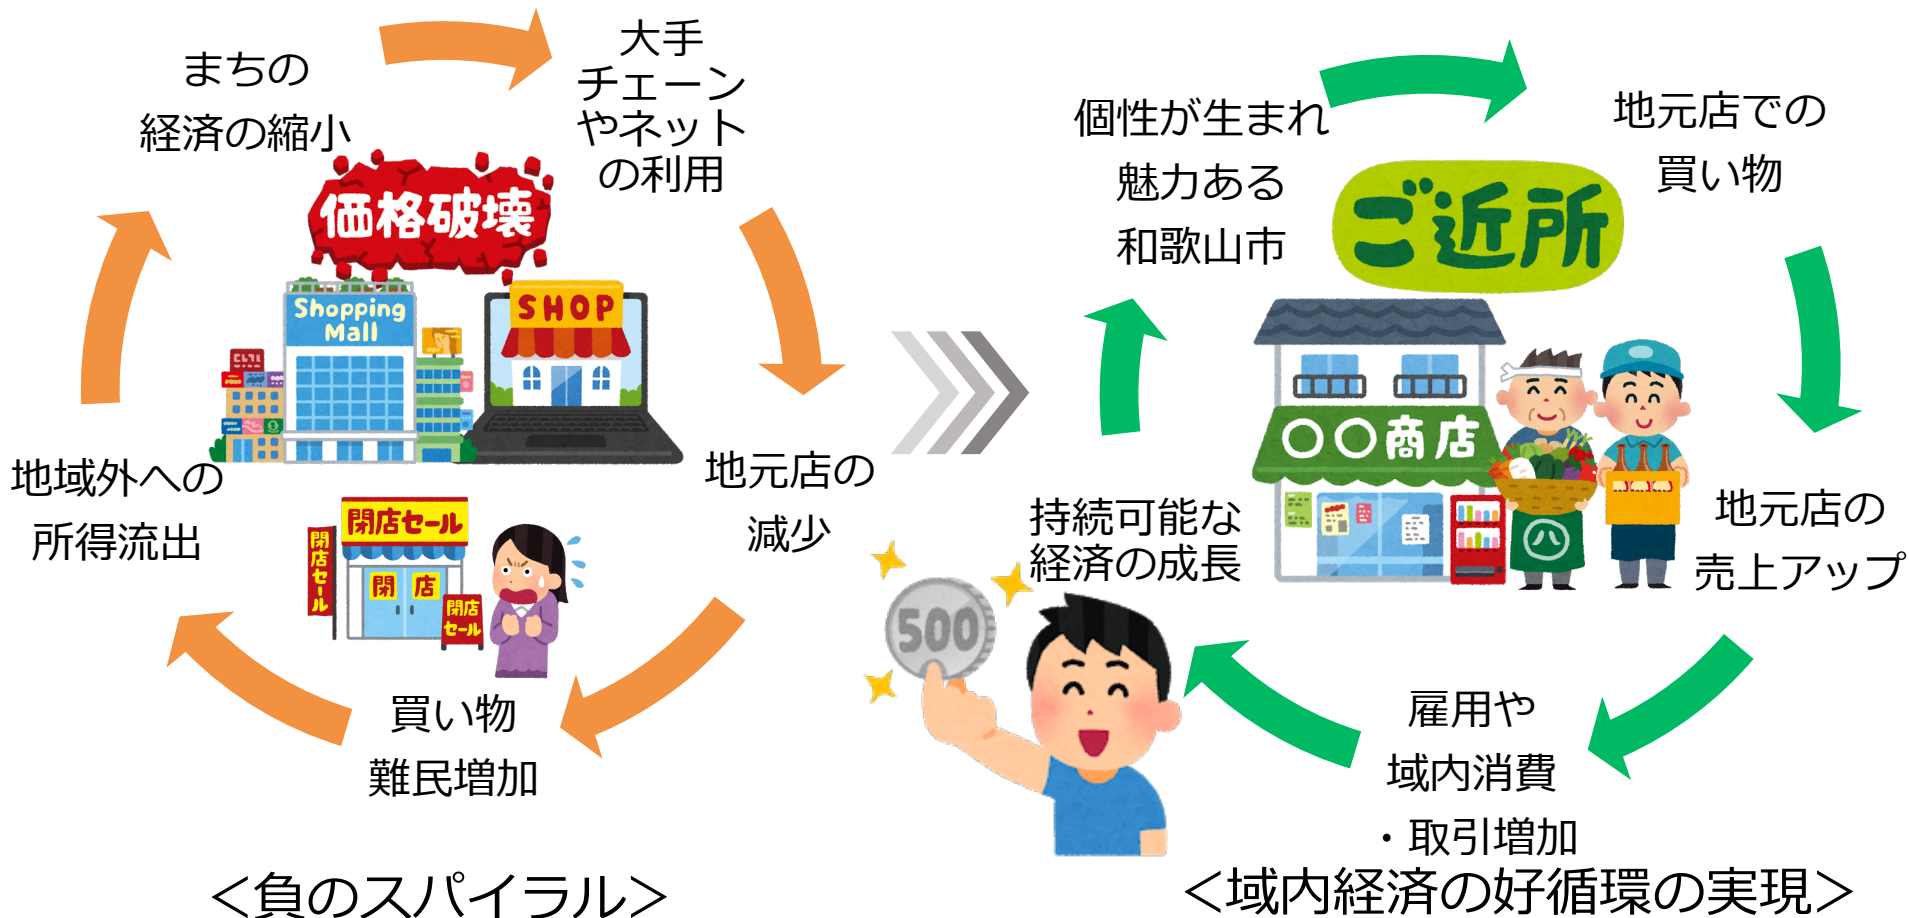 まちの
経済の縮小
大手
チェーン
やネット
の利用
価格破壊
Shopping
Mall
SHOP
地域外への
所得流出
地元店の
減少
閉店セール
閉店セール
閉 店
閉店
セール
買い物
難民増加
＜負のスパイラル＞
個性が生まれ
魅力ある
和歌山市
地元店での
買い物
ご近所
〇〇商店
八
持続可能な
経済の成長
500
地元店の
売上アップ
雇用や
域内消費
・取引増加
＜域内経済の好循環の実現＞